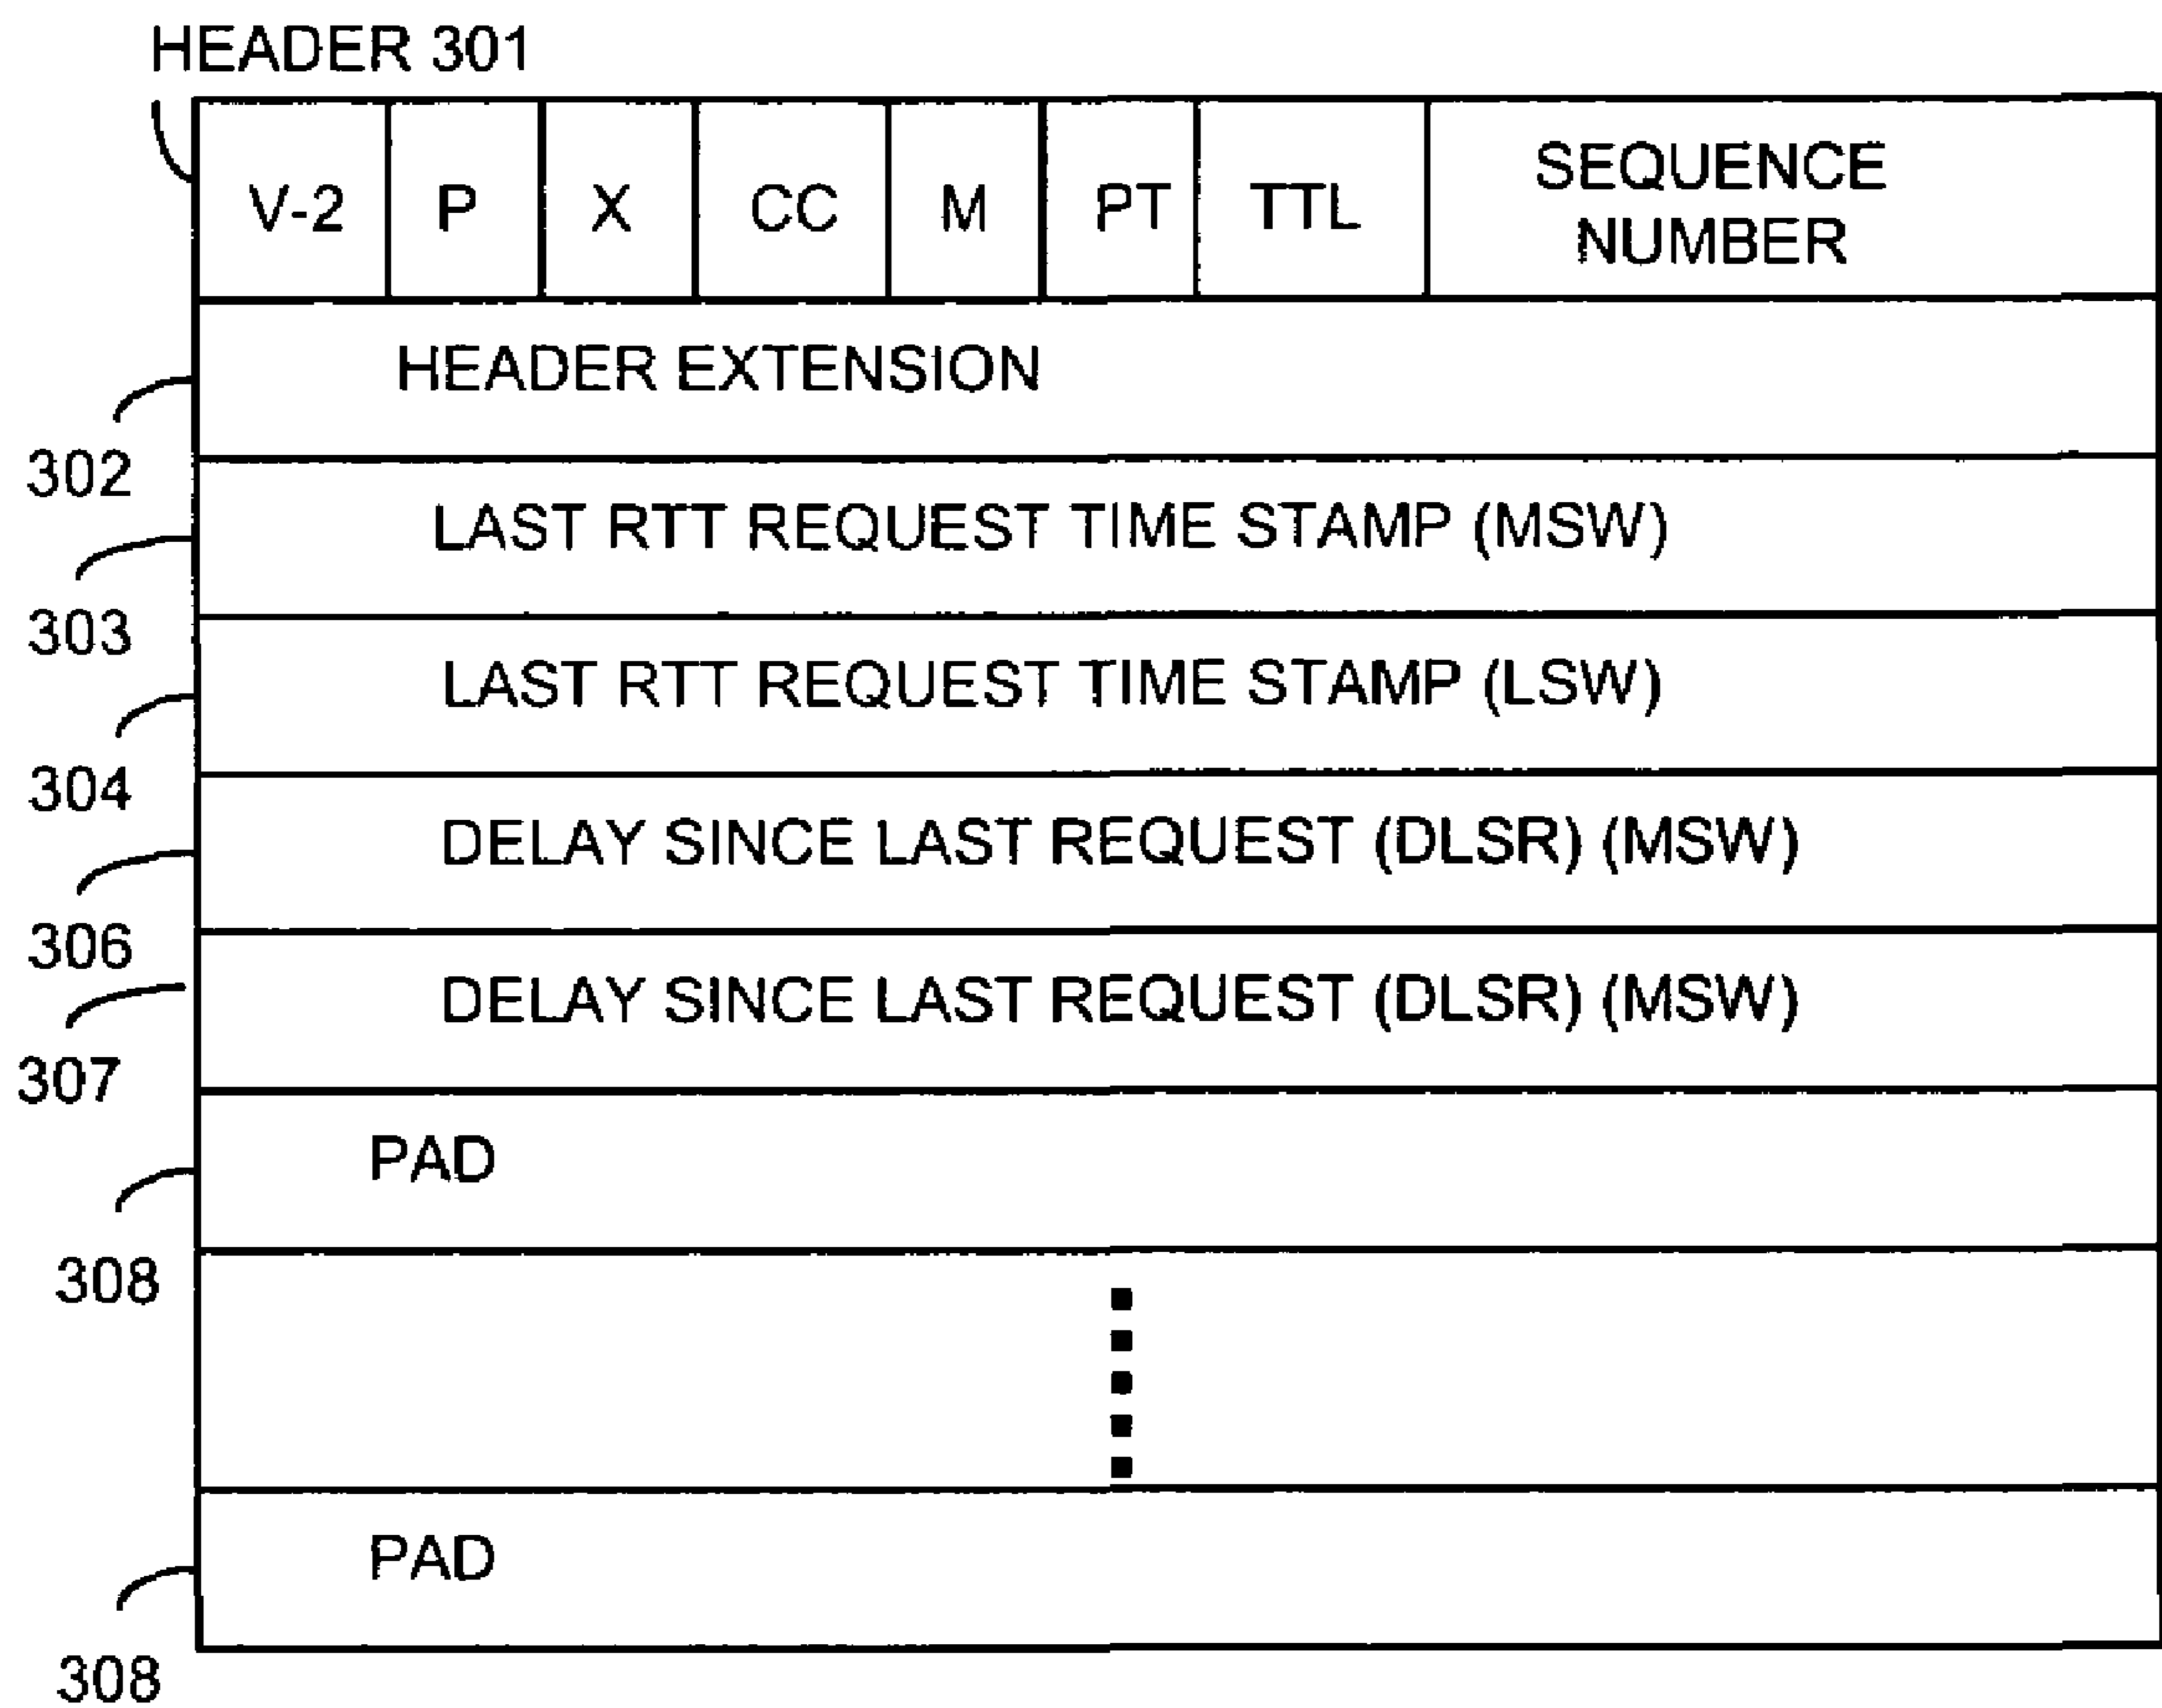 HEADER 301
V-2 P X CC M PT TTL SEQUENCE
NUMBER
HEADER EXTENSION
302
LAST RTT REQUEST TIME STAMP (MSW)
303
LAST RTT REQUEST TIME STAMP (LSW)
304
DELAY SINCE LAST REQUEST (DLSR) (MSW)
306
DELAY SINCE LAST REQUEST (DLSR) (MSW)
307
PAD
308
PAD
308